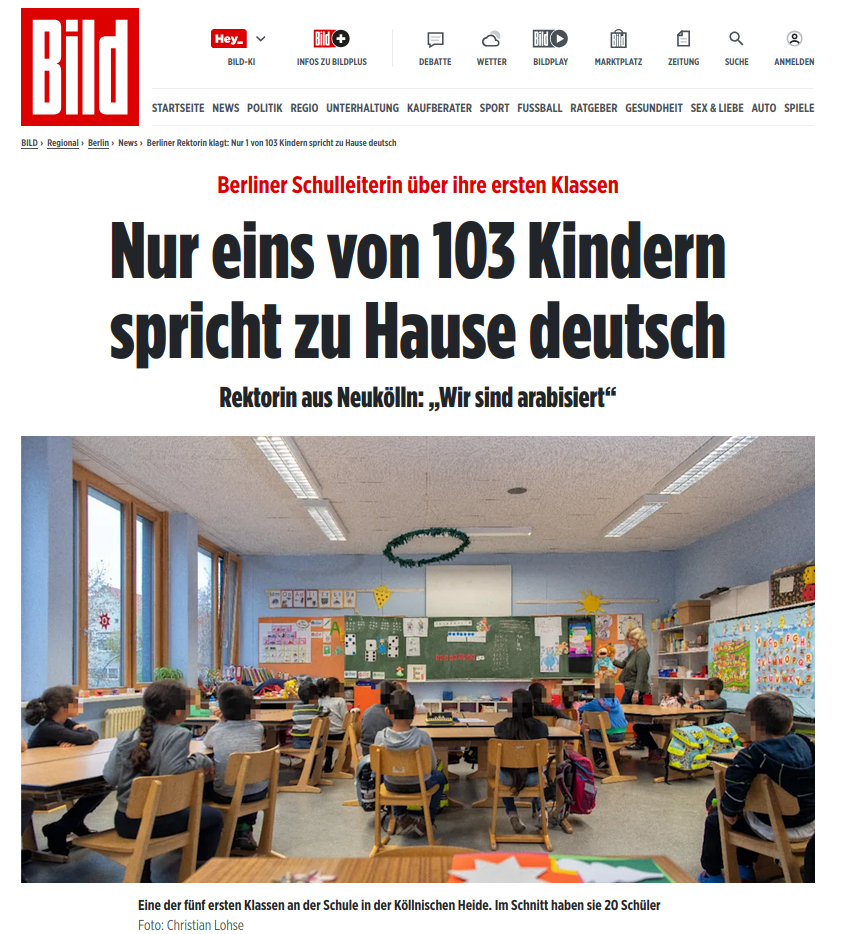 Bild
Hey_
Bild +
Bild
Bild
BILD-KI
INFOS ZU BILDPLUS
DEBATTE
WETTER
BILDPLAY
MARKTPLATZ
ZEITUNG
SUCHE
ANMELDEN
STARTSEITE NEWS POLITIK REGIO UNTERHALTUNG KAUFBERATER SPORT FUSSBALL RATGEBER GESUNDHEIT SEX & LIEBE AUTO SPIELE
BILD › Regional › Berlin › News › Berliner Rektorin klagt: Nur 1 von 103 Kindern spricht zu Hause deutsch
Berliner Schulleiterin über ihre ersten Klassen
Nur eins von 103 Kindern
spricht zu Hause deutsch
Rektorin aus Neukölln: „Wir sind arabisiert“
Eine der fünf ersten Klassen an der Schule in der Köllnischen Heide. Im Schnitt haben sie 20 Schüler
Foto: Christian Lohse